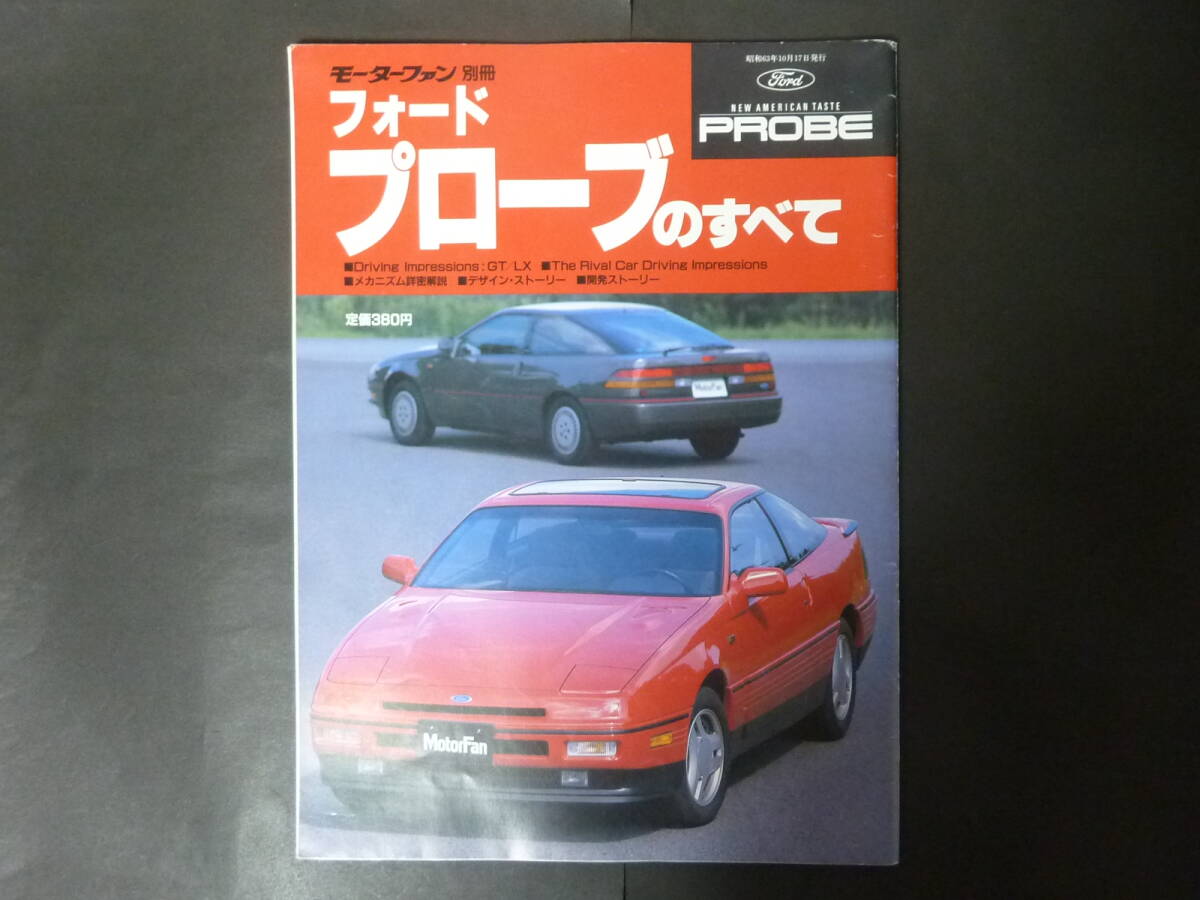 モーターファン 別冊
フォード
プローブのすべて
昭和63年10月17日発行
Ford
NEW AMERICAN TASTE
PROBE
■Driving Impressions:GT/LX ■The Rival Car Driving Impressions
■メカニズム詳密解説 ■デザイン・ストーリー ■開発ストーリー
定価380円
MotorFan
MotorFan